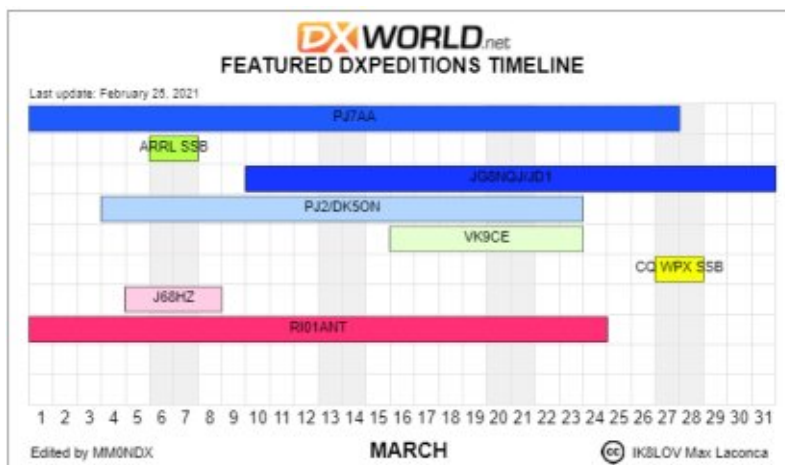 DXWORLD.net
FEATURED DXPEDITIONS TIMELINE
Last update: February 25, 2021
PJ7AA
ARRL SSB
JG8NQJ/JD1
PJ2/DK5ON
VK9CE
CQ WPX SSB
J68HZ
RI01ANT
1 2 3 4 5 6 7 8 9 10 11 12 13 14 15 16 17 18 19 20 21 22 23 24 25 26 27 28 29 30 31
Edited by MM0NDX MARCH cc IK8LOV Max Laconca